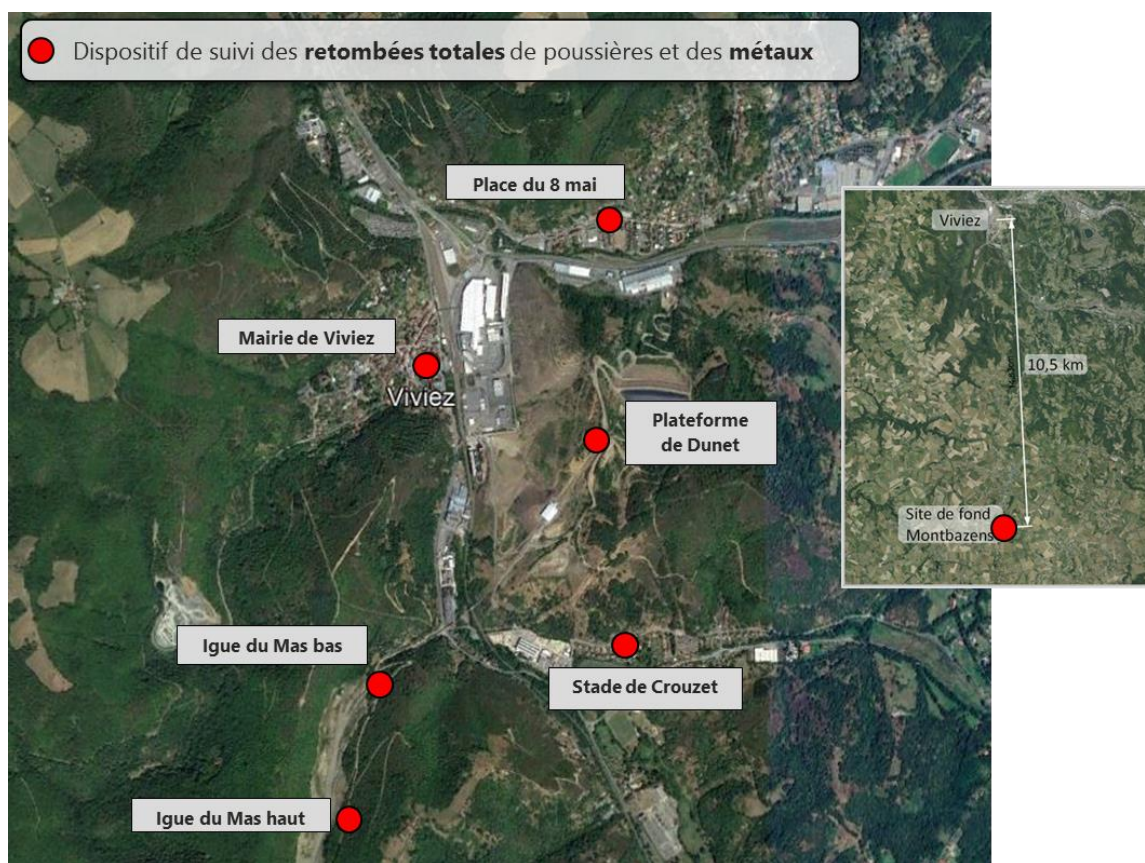 Dispositif de suivi des retombées totales de poussières et des métaux
Place du 8 mai
Viviez
Mairie de Viviez
10,5 km
Viviez
Plateforme
de Dunet
Site de fond
Montbazens
Igue du Mas bas
Stade de Crouzet
Igue du Mas haut